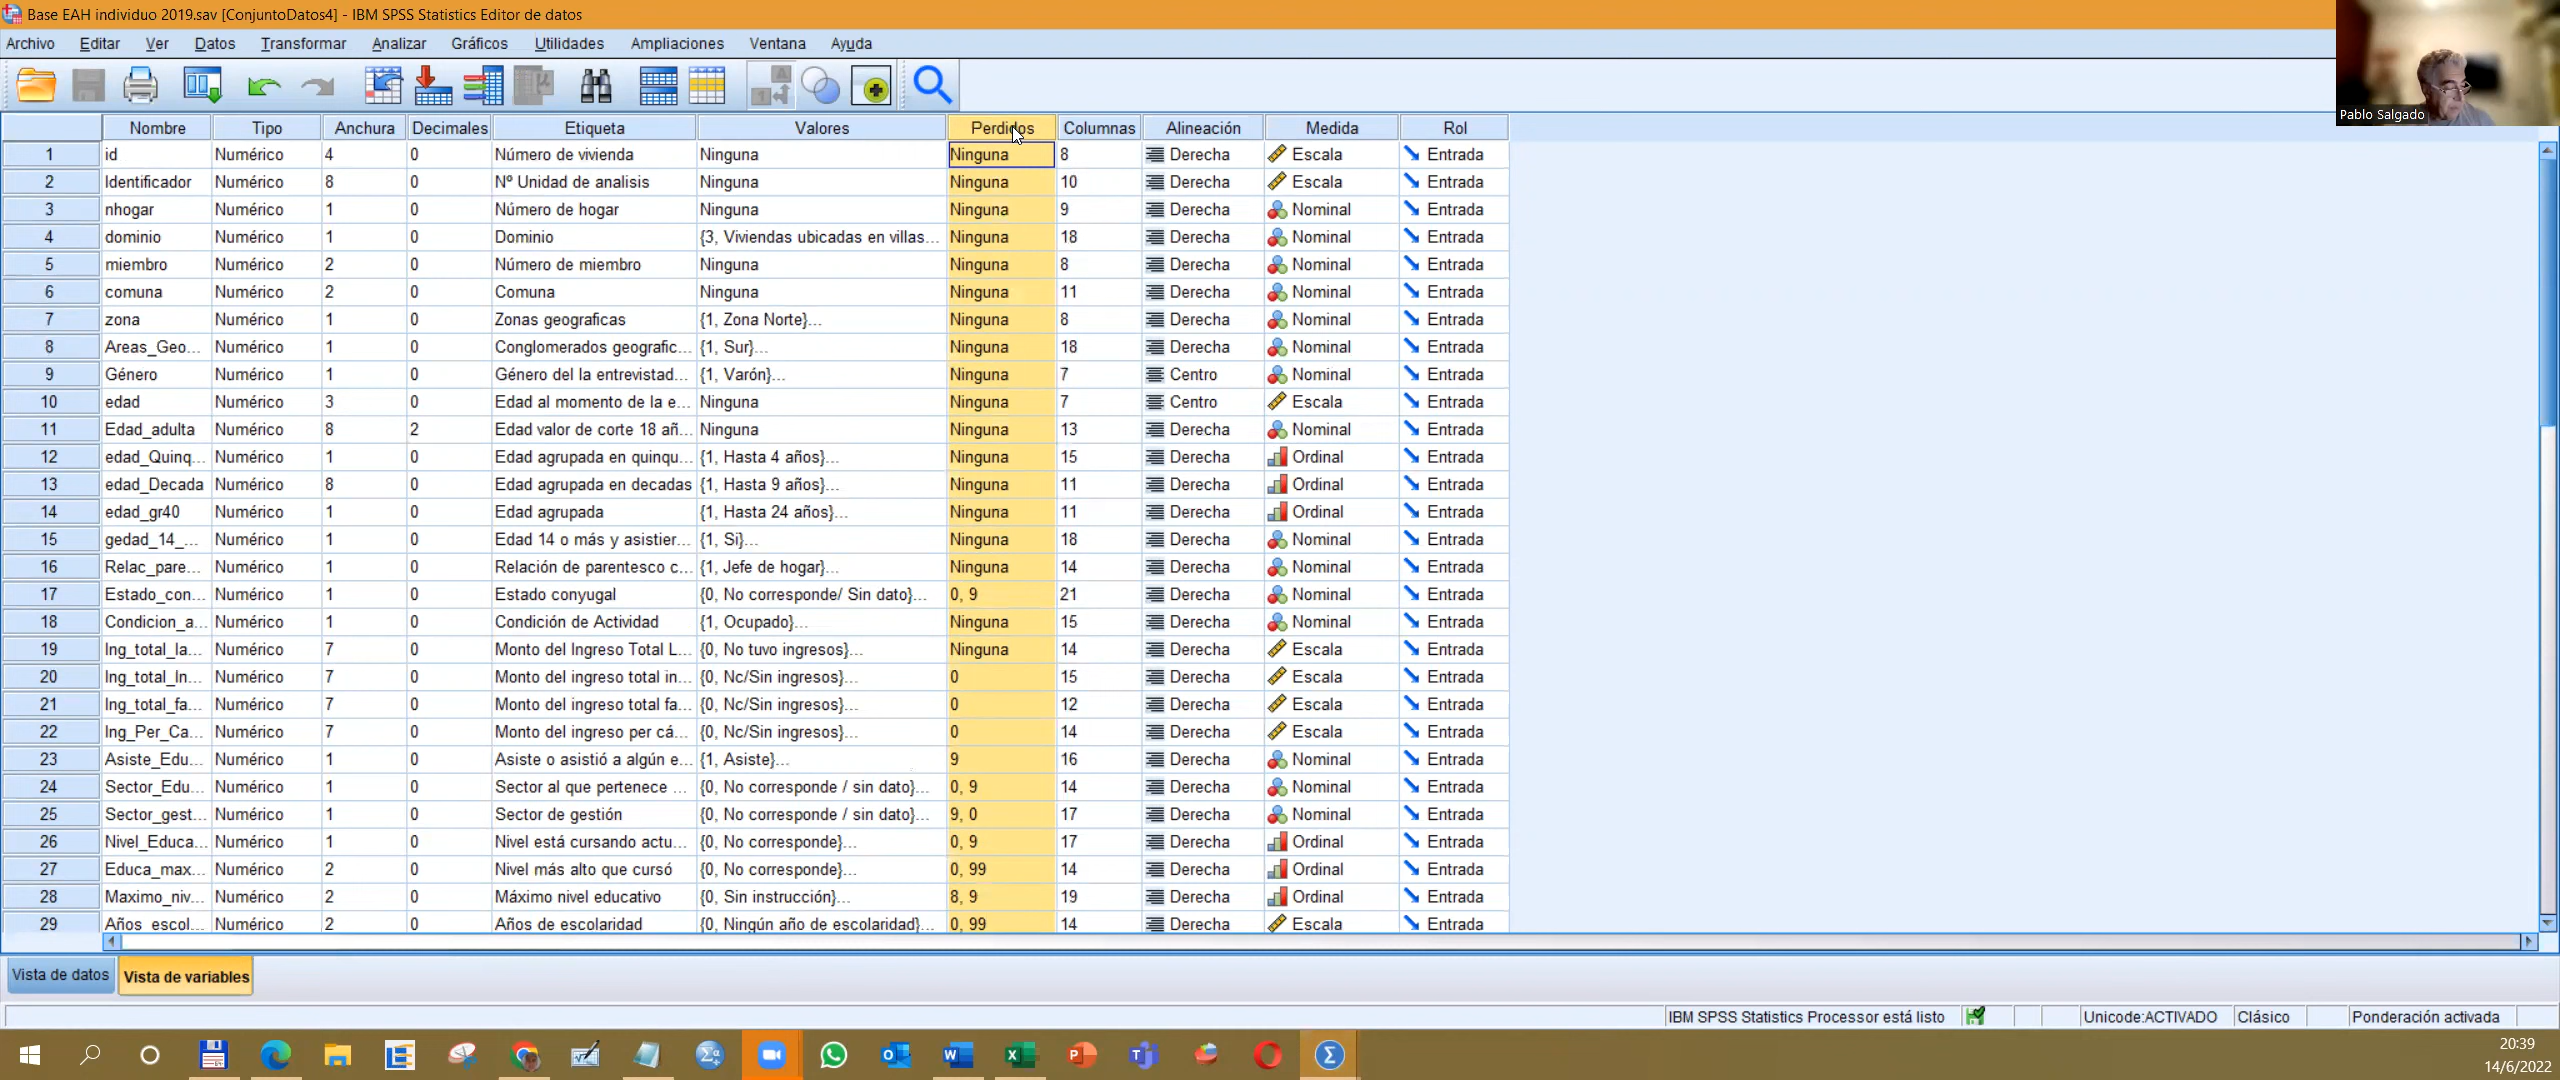 Base EAH individuo 2019.sav [ConjuntoDatos4] - IBM SPSS Statistics Editor de datos
Archivo Editar Ver Datos Transformar Analizar Gráficos Utilidades Ampliaciones Ventana Ayuda
Pablo Salgado
Nombre Tipo Anchura Decimales Etiqueta Valores Perdidos Columnas Alineación Medida Rol
1 id Numérico 4 0 Número de vivienda Ninguna Ninguna 8 Derecha Escala Entrada
2 Identificador Numérico 8 0 Nº Unidad de analisis Ninguna Ninguna 10 Derecha Escala Entrada
3 nhogar Numérico 1 0 Número de hogar Ninguna Ninguna 9 Derecha Nominal Entrada
4 dominio Numérico 1 0 Dominio {3, Viviendas ubicadas en villas... Ninguna 18 Derecha Nominal Entrada
5 miembro Numérico 2 0 Número de miembro Ninguna Ninguna 8 Derecha Nominal Entrada
6 comuna Numérico 2 0 Comuna Ninguna Ninguna 11 Derecha Nominal Entrada
7 zona Numérico 1 0 Zonas geograficas {1, Zona Norte}... Ninguna 8 Derecha Nominal Entrada
8 Areas_Geo... Numérico 1 0 Conglomerados geografic... {1, Sur}... Ninguna 18 Derecha Nominal Entrada
9 Género Numérico 1 0 Género del la entrevistad... {1, Varón}... Ninguna 7 Centro Nominal Entrada
10 edad Numérico 3 0 Edad al momento de la e... Ninguna Ninguna 7 Centro Escala Entrada
11 Edad_adulta Numérico 8 2 Edad valor de corte 18 añ... Ninguna Ninguna 13 Derecha Nominal Entrada
12 edad_Quinq... Numérico 1 0 Edad agrupada en quinqu... {1, Hasta 4 años}... Ninguna 15 Derecha Ordinal Entrada
13 edad_Decada Numérico 8 0 Edad agrupada en decadas {1, Hasta 9 años}... Ninguna 11 Derecha Ordinal Entrada
14 edad_gr40 Numérico 1 0 Edad agrupada {1, Hasta 24 años}... Ninguna 11 Derecha Ordinal Entrada
15 gedad_14_... Numérico 1 0 Edad 14 o más y asistier... {1, Si}... Ninguna 18 Derecha Nominal Entrada
16 Relac_pare... Numérico 1 0 Relación de parentesco c... {1, Jefe de hogar}... Ninguna 14 Derecha Nominal Entrada
17 Estado_con... Numérico 1 0 Estado conyugal {0, No corresponde/ Sin dato}... 0, 9 21 Derecha Nominal Entrada
18 Condicion_a... Numérico 1 0 Condición de Actividad {1, Ocupado}... Ninguna 15 Derecha Nominal Entrada
19 Ing_total_la... Numérico 7 0 Monto del Ingreso Total L... {0, No tuvo ingresos}... Ninguna 14 Derecha Escala Entrada
20 Ing_total_In... Numérico 7 0 Monto del ingreso total in... {0, Nc/Sin ingresos}... 0 15 Derecha Escala Entrada
21 Ing_total_fa... Numérico 7 0 Monto del ingreso total fa... {0, Nc/Sin ingresos}... 0 12 Derecha Escala Entrada
22 Ing_Per_Ca... Numérico 7 0 Monto del ingreso per cá... {0, Nc/Sin ingresos}... 0 14 Derecha Escala Entrada
23 Asiste_Edu... Numérico 1 0 Asiste o asistió a algún e... {1, Asiste}... 9 16 Derecha Nominal Entrada
24 Sector_Edu... Numérico 1 0 Sector al que pertenece ... {0, No corresponde / sin dato}... 0, 9 14 Derecha Nominal Entrada
25 Sector_gest... Numérico 1 0 Sector de gestión {0, No corresponde / sin dato}... 9, 0 17 Derecha Nominal Entrada
26 Nivel_Educa... Numérico 1 0 Nivel está cursando actu... {0, No corresponde}... 0, 9 17 Derecha Ordinal Entrada
27 Educa_max... Numérico 2 0 Nivel más alto que cursó {0, No corresponde}... 0, 99 14 Derecha Ordinal Entrada
28 Maximo_niv... Numérico 2 0 Máximo nivel educativo {0, Sin instrucción}... 8, 9 19 Derecha Ordinal Entrada
29 Años_escol... Numérico 2 0 Años de escolaridad {0, Ningún año de escolaridad}... 0, 99 14 Derecha Escala Entrada
Vista de datos Vista de variables
IBM SPSS Statistics Processor está listo Unicode:ACTIVADO Clásico Ponderación activada
20:39
14/6/2022